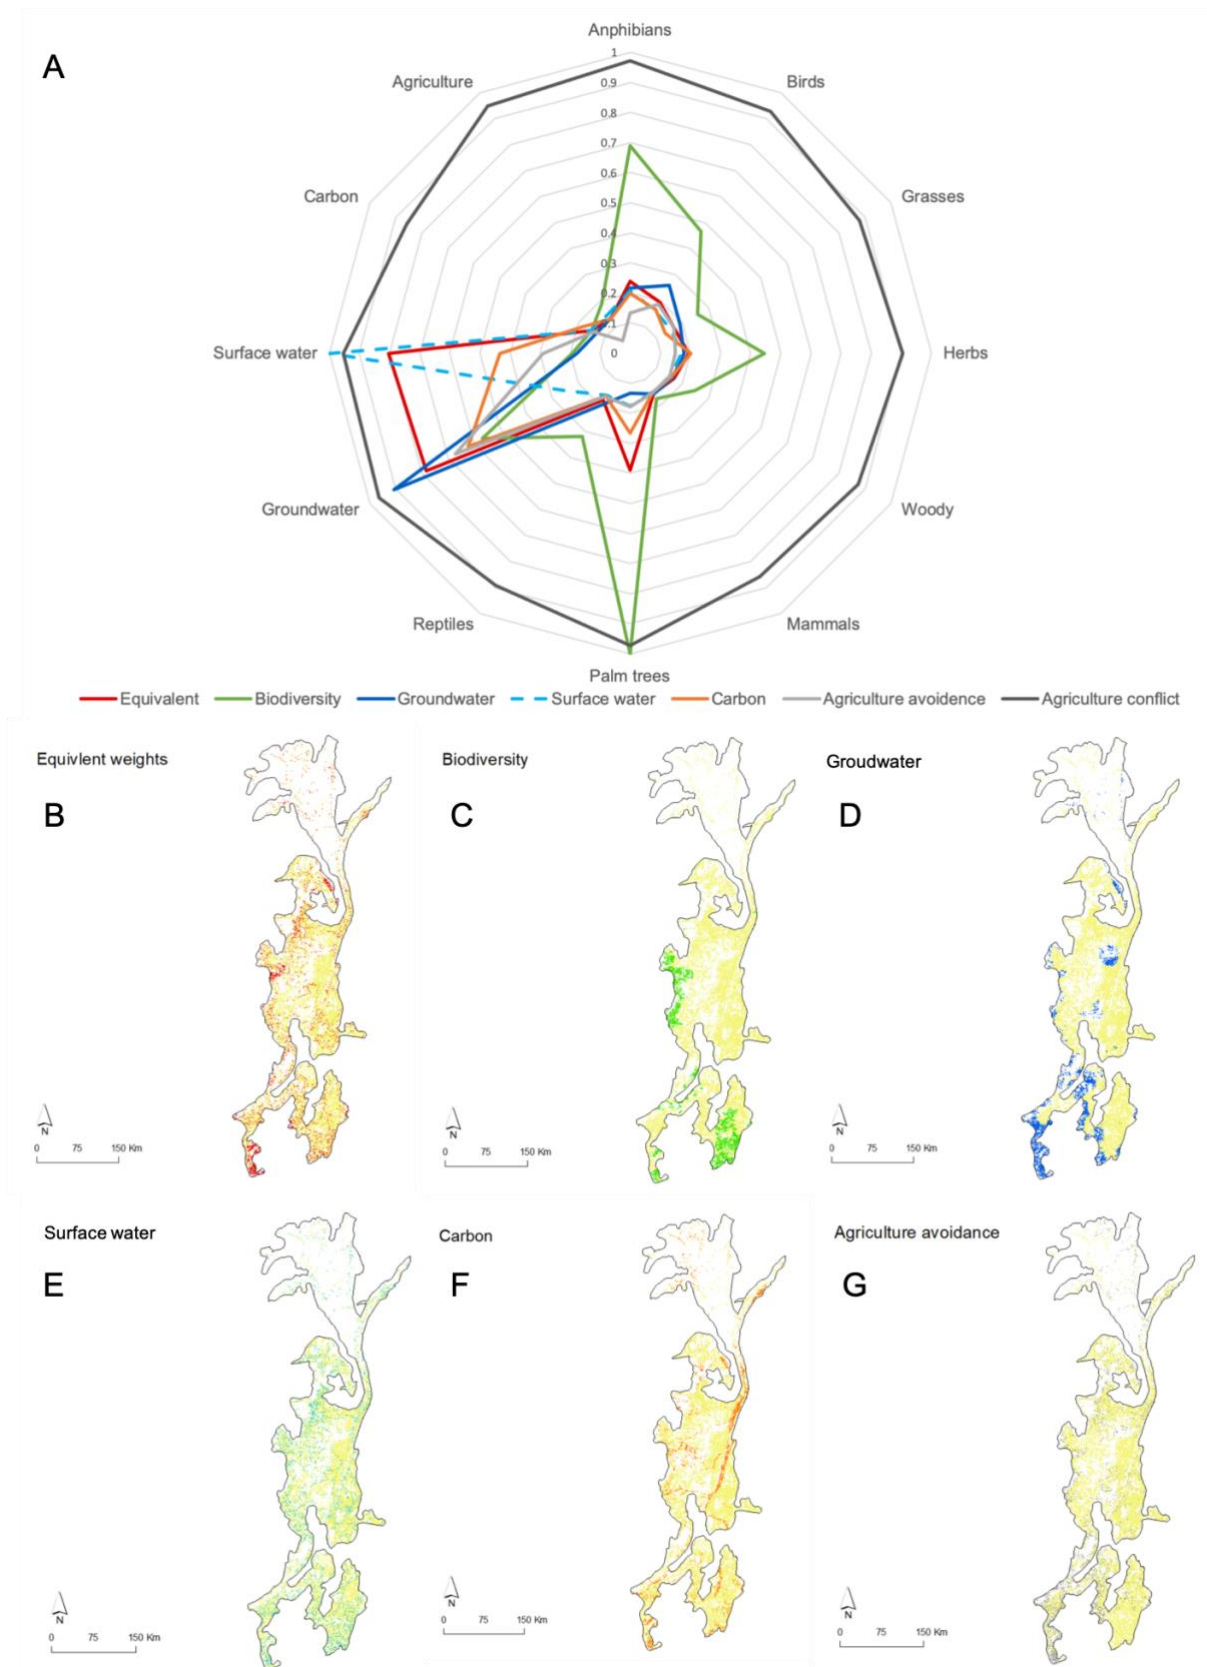 A
Anphibians
Agriculture
Birds
Carbon
Grasses
Surface water
Herbs
Groundwater
Woody
Reptiles
Mammals
Palm trees
1
0.9
0.8
0.7
0.6
0.5
0.4
0.3
0.2
0.1
0
Equivalent Biodiversity Groundwater Surface water Carbon Agriculture avoidence Agriculture conflict
Equivlent weights
B
N
0 75 150 Km
Biodiversity
C
N
0 75 150 Km
Groudwater
D
N
0 75 150 Km
Surface water
E
N
0 75 150 Km
Carbon
F
N
0 75 150 Km
Agriculture avoidance
G
N
0 75 150 Km